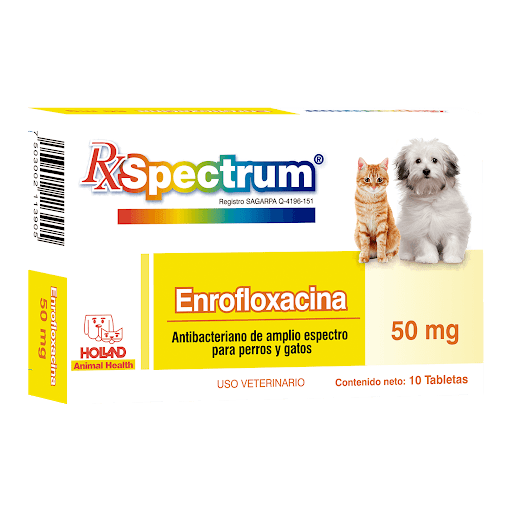 RxSpectrum®
Registro SAGARPA Q-4196-151
7503002113905
Enrofloxacina
50 mg
HOLLAND
Animal Health
Enrofloxacina
Antibacteriano de amplio espectro
para perros y gatos
50 mg
USO VETERINARIO
Contenido neto: 10 Tabletas